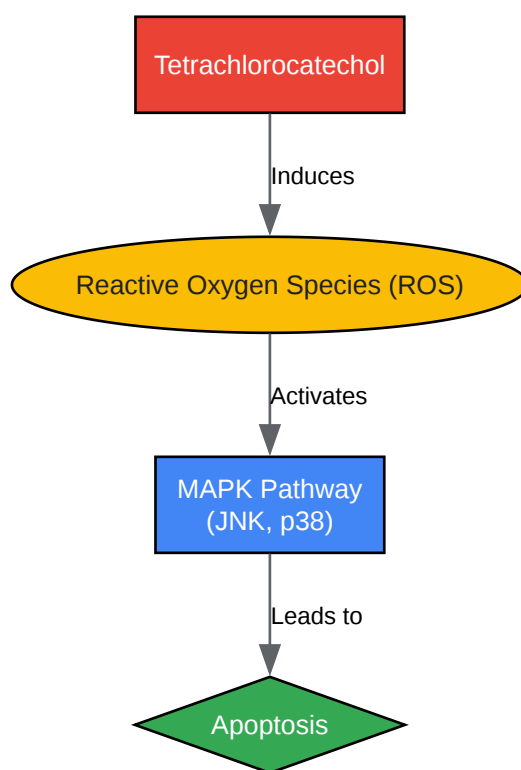 Tetrachlorocatechol
Induces
Reactive Oxygen Species (ROS)
Activates
MAPK Pathway
(JNK, p38)
Leads to
Apoptosis